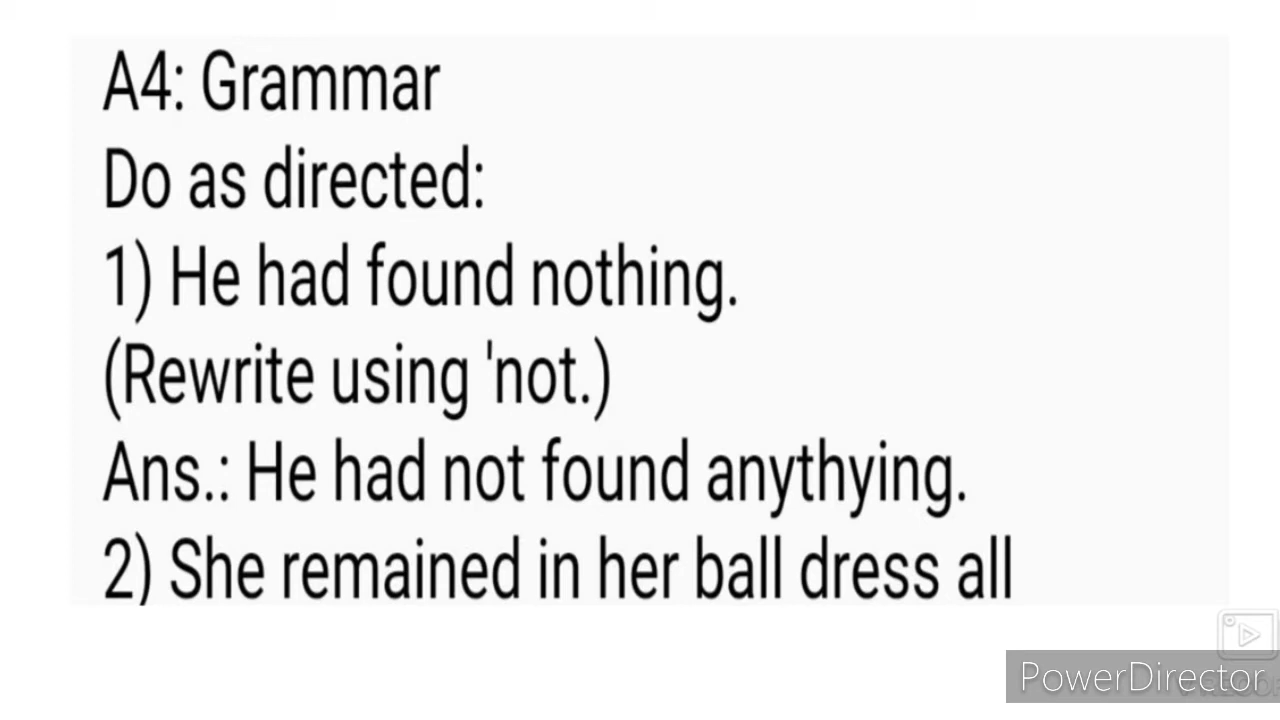 A4: Grammar
Do as directed:
1) He had found nothing.
(Rewrite using 'not.)
Ans.: He had not found anythying.
2) She remained in her ball dress all
PowerDirector